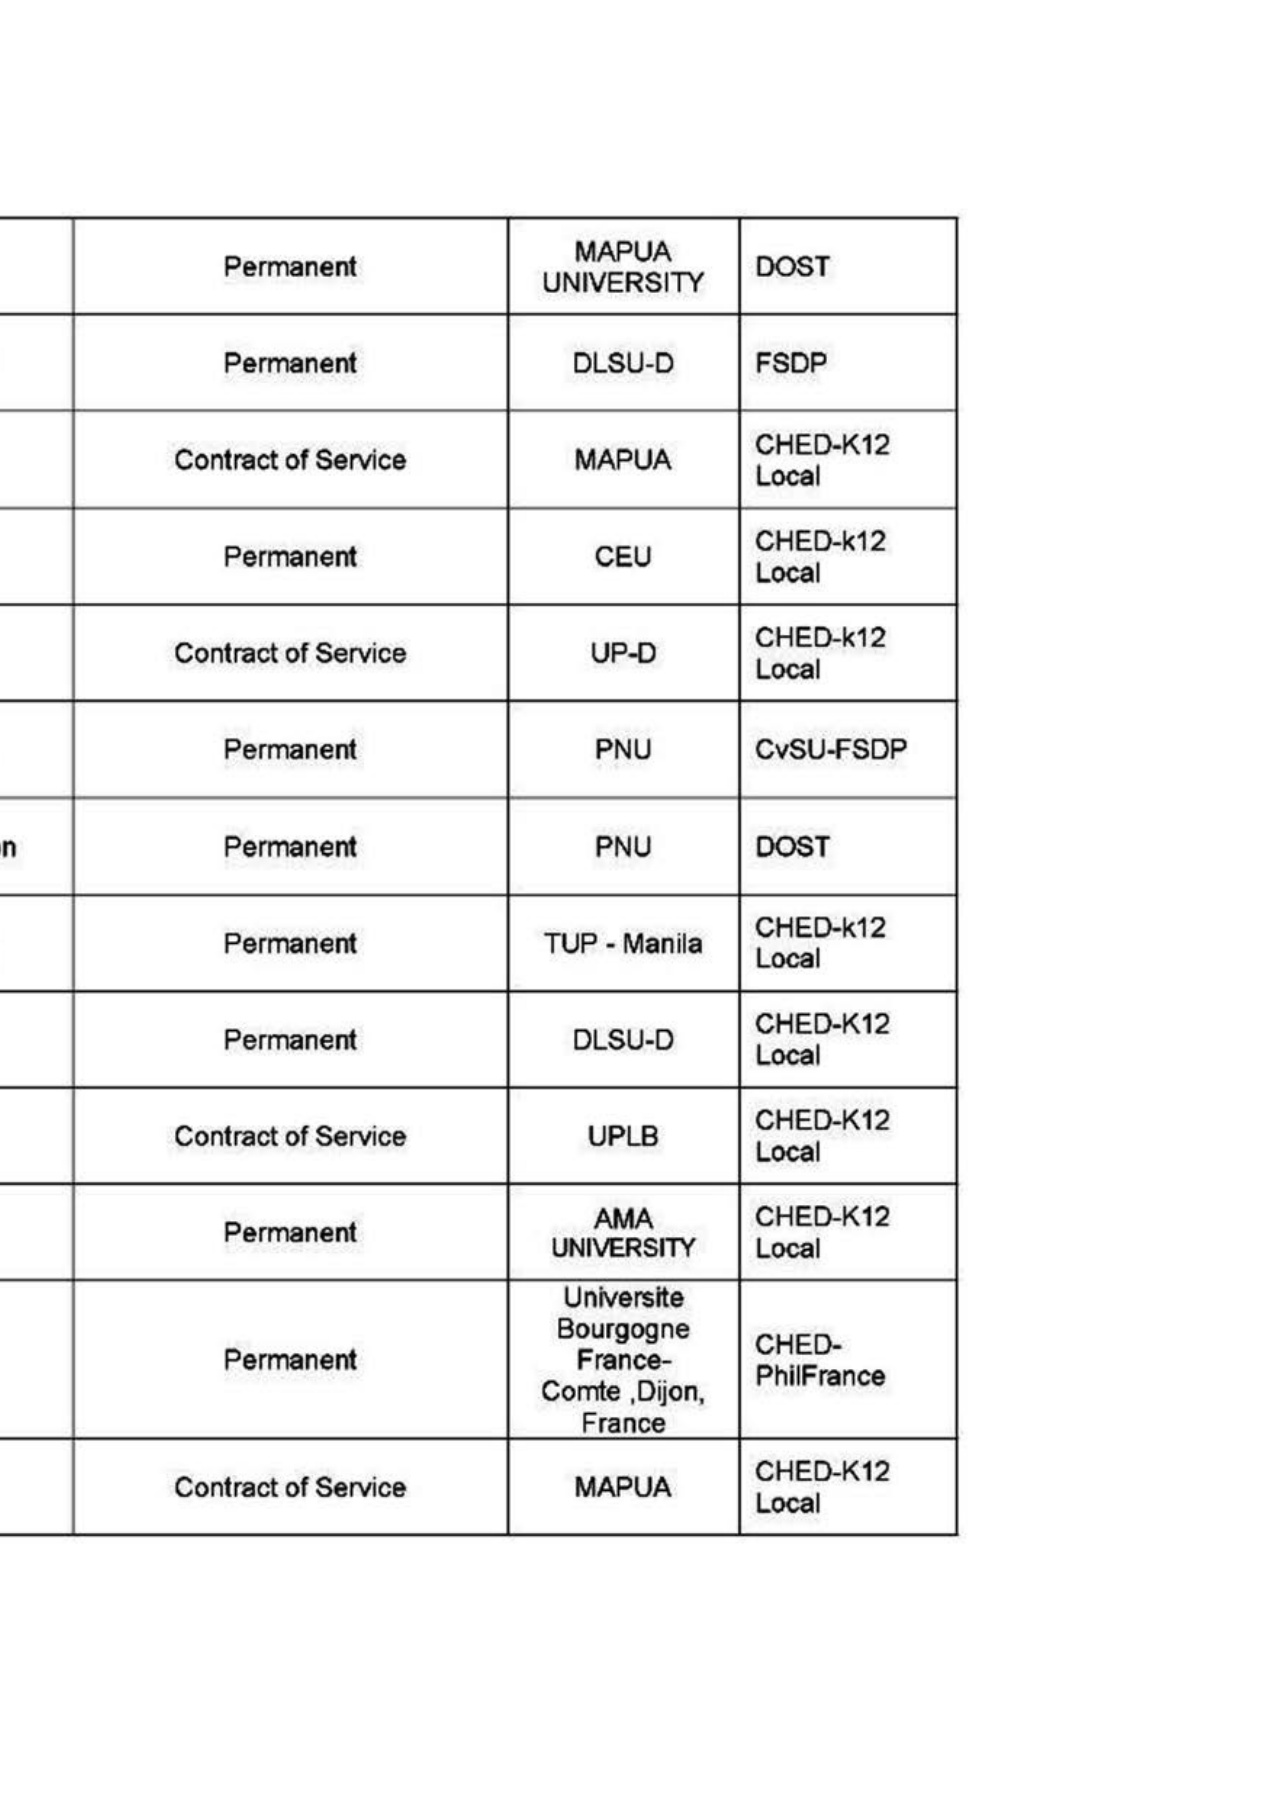 Permanent
MAPUA
UNIVERSITY
DOST
Permanent
DLSU-D
FSDP
Contract of Service
MAPUA
CHED-K12
Local
Permanent
CEU
CHED-k12
Local
Contract of Service
UP-D
CHED-k12
Local
Permanent
PNU
CvSU-FSDP
Permanent
PNU
DOST
Permanent
TUP - Manila
CHED-k12
Local
Permanent
DLSU-D
CHED-K12
Local
Contract of Service
UPLB
CHED-K12
Local
Permanent
AMA
UNIVERSITY
CHED-K12
Local
Permanent
Universite
Bourgogne
France-
Comte ,Dijon,
France
CHED-
PhilFrance
Contract of Service
MAPUA
CHED-K12
Local